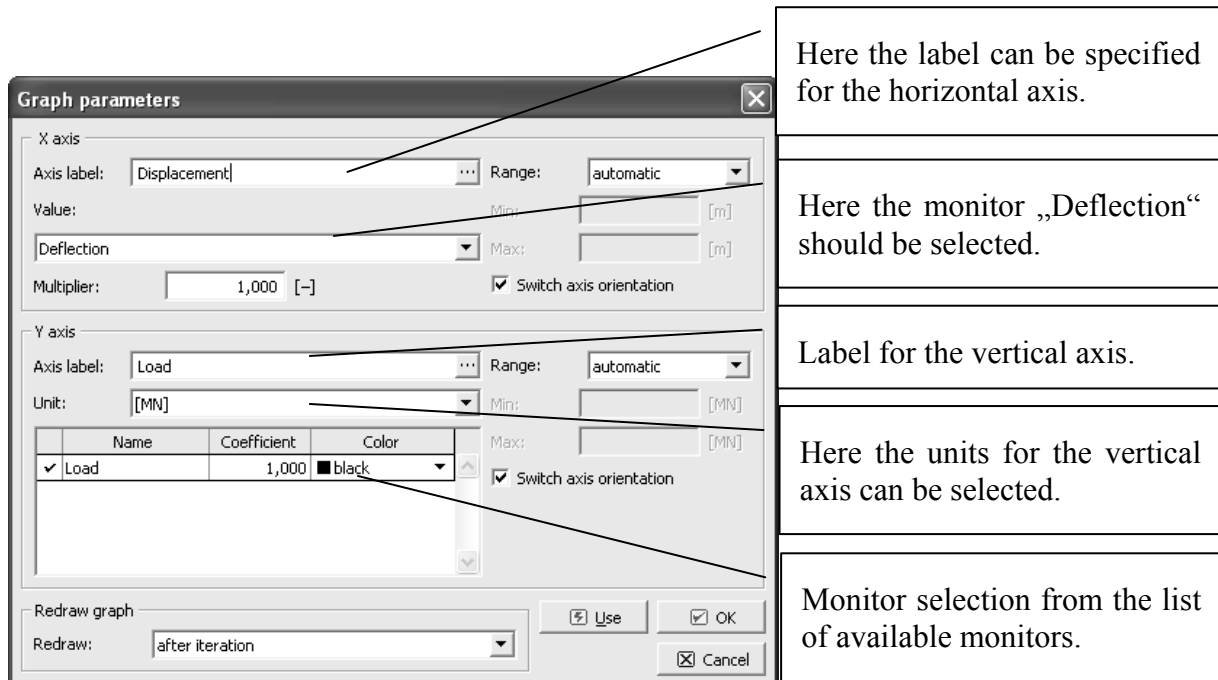 Graph parameters
X axis
Axis label: Displacement ... Range: automatic
Value: Min: [m]
Deflection Max: [m]
Multiplier: 1,000 [–] Switch axis orientation
Y axis
Axis label: Load ... Range: automatic
Unit: [MN] Min: [MN]
Name Coefficient Color Max: [MN]
Load 1,000 black
Switch axis orientation
Redraw graph
Redraw: after iteration
Use OK
Cancel
Here the label can be specified
for the horizontal axis.
Here the monitor „Deflection“
should be selected.
Label for the vertical axis.
Here the units for the vertical
axis can be selected.
Monitor selection from the list
of available monitors.